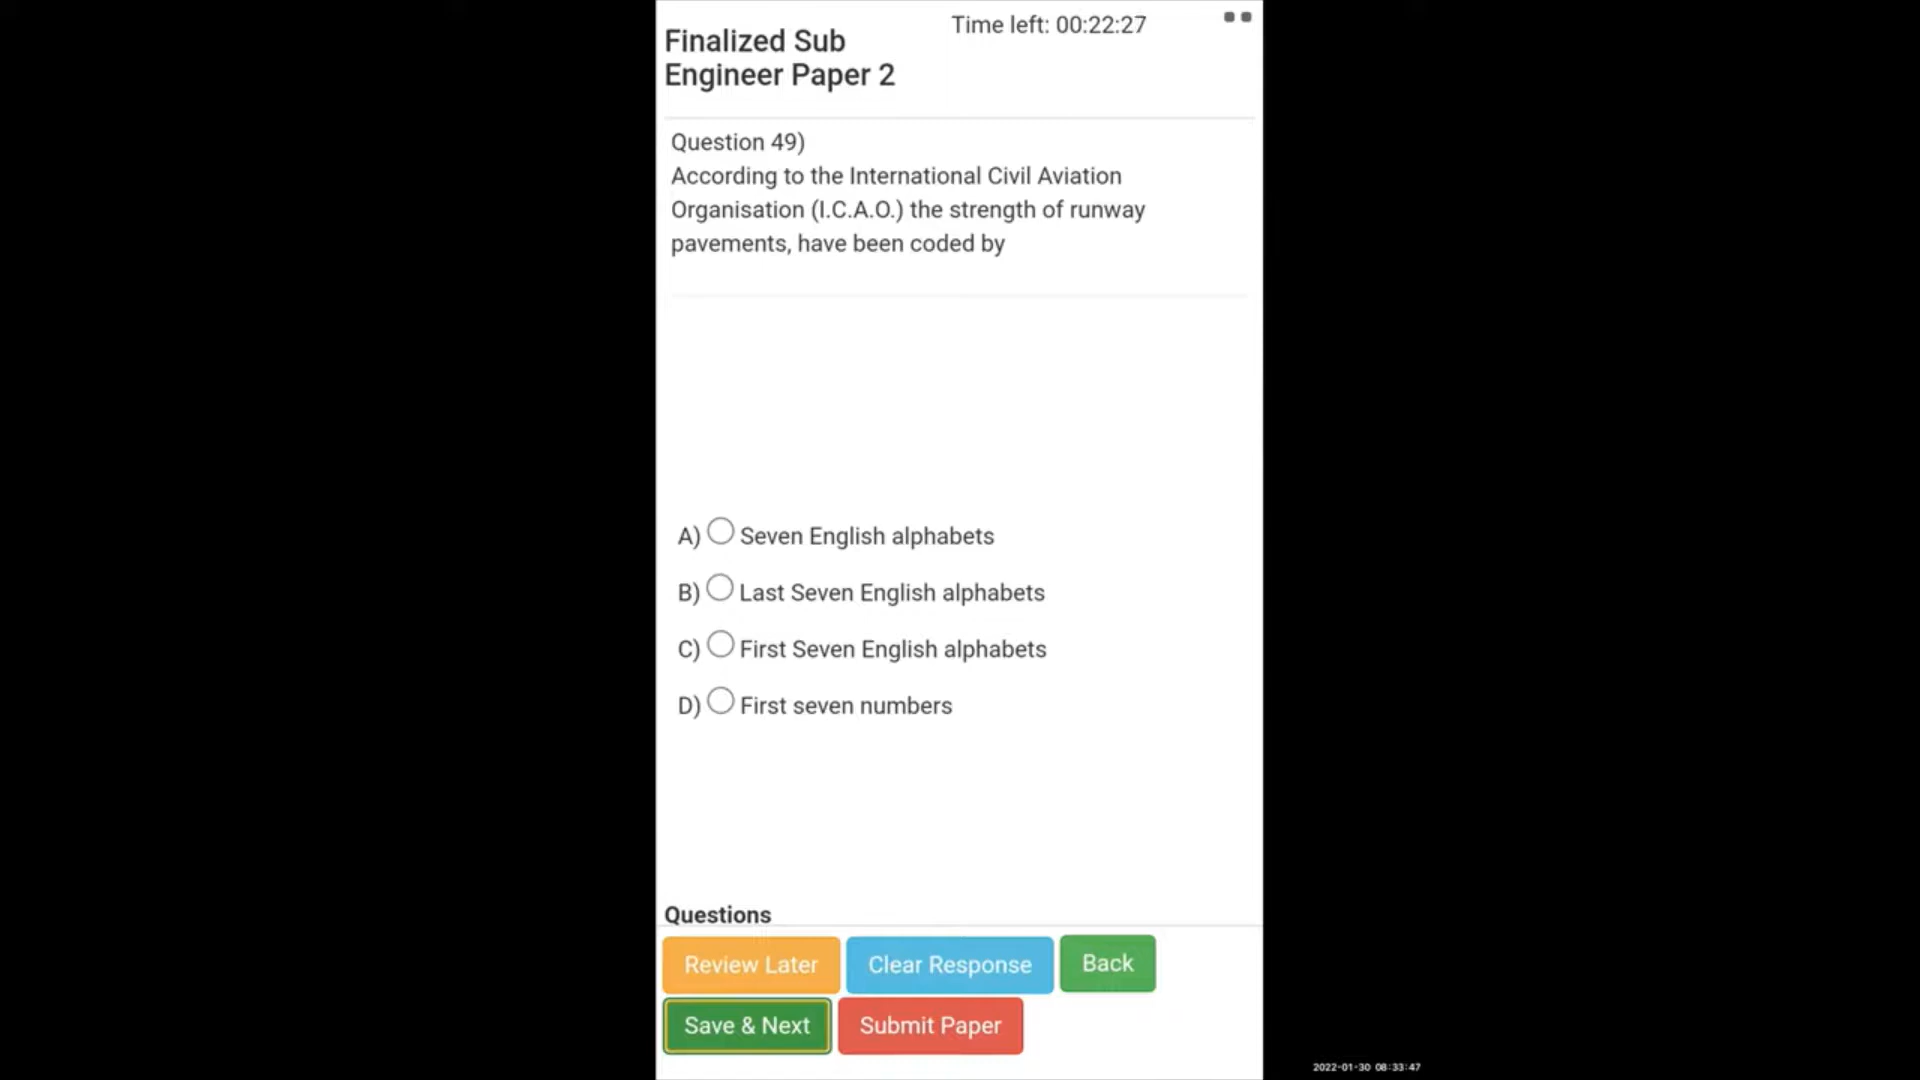 Time left: 00:22:27
Finalized Sub
Engineer Paper 2
Question 49)
According to the International Civil Aviation
Organisation (I.C.A.O.) the strength of runway
pavements, have been coded by
A) Seven English alphabets
B) Last Seven English alphabets
C) First Seven English alphabets
D) First seven numbers
Questions
Review Later Clear Response Back
Save & Next Submit Paper
2022-01-30 08:33:47